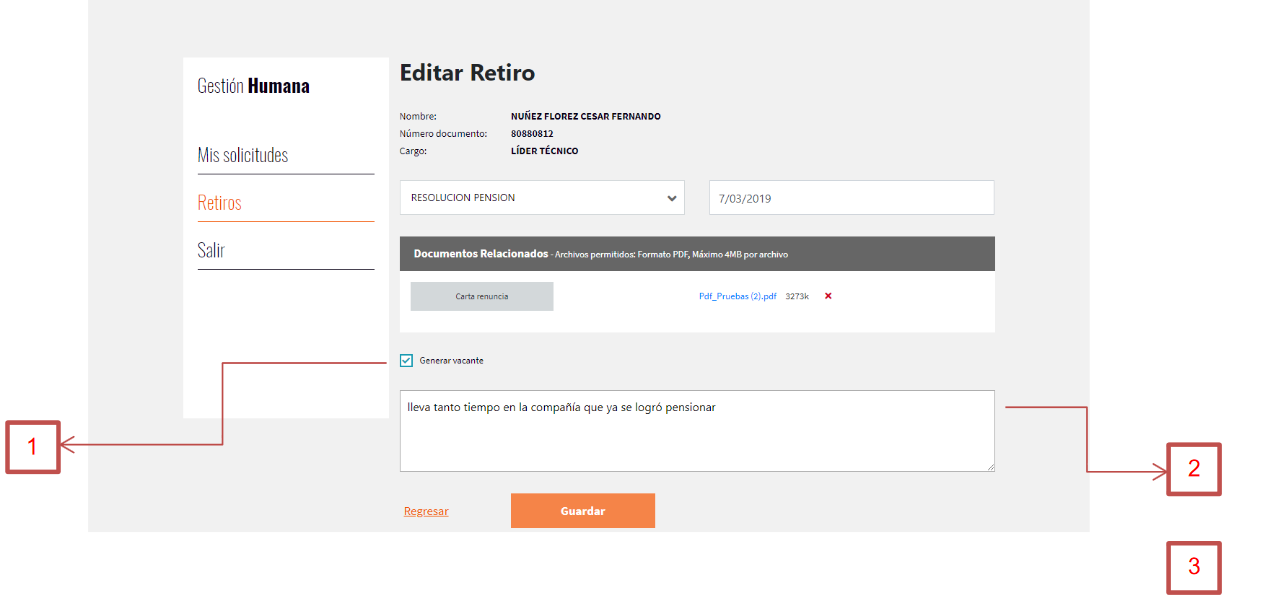 Gestión Humana
Mis solicitudes
Retiros
Salir
Editar Retiro
Nombre: NUÑEZ FLOREZ CESAR FERNANDO
Número documento: 80880812
Cargo: LÍDER TÉCNICO
RESOLUCION PENSION 7/03/2019
Documentos Relacionados - Archivos permitidos: Formato PDF, Máximo 4MB por archivo
Carta renuncia Pdf_Pruebas (2).pdf 3273k
Generar vacante
lleva tanto tiempo en la compañía que ya se logró pensionar
Regresar Guardar
1
2
3